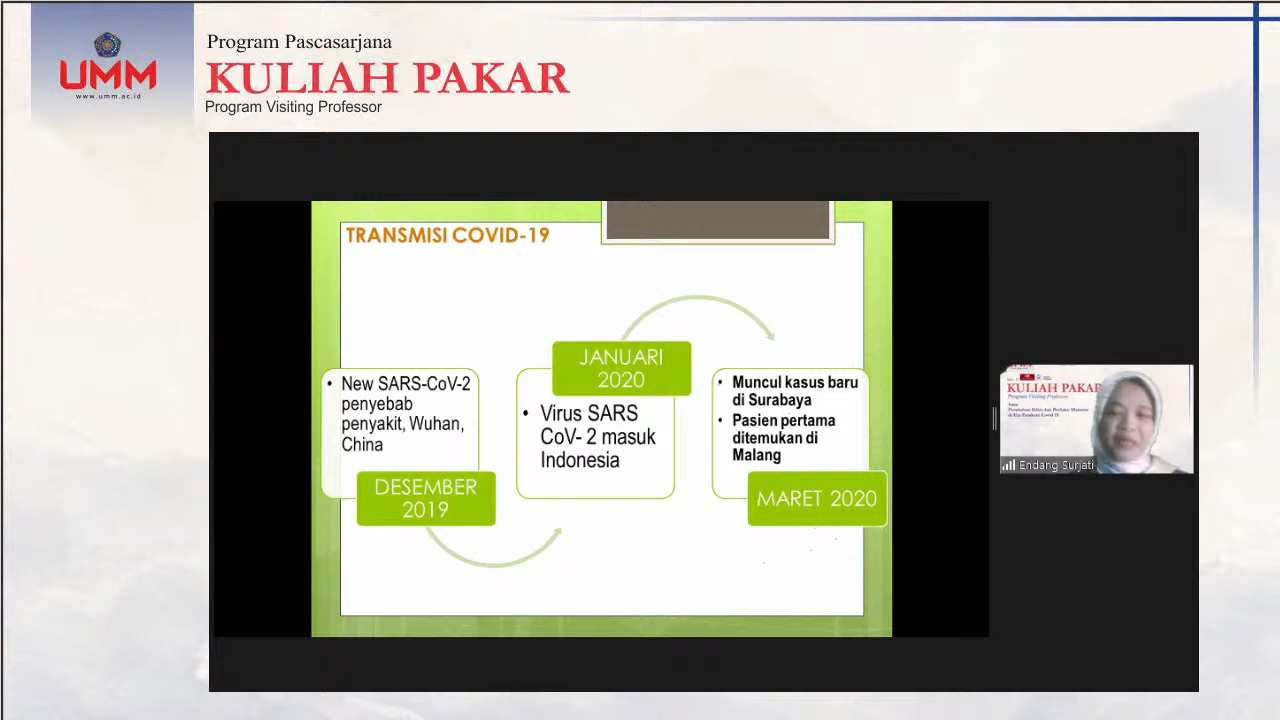 UMM
www.umm.ac.id
Program Pascasarjana
KULIAH PAKAR
Program Visiting Professor
TRANSMISI COVID-19
• New SARS-CoV-2
penyebab
penyakit, Wuhan,
China
DESEMBER
2019
JANUARI
2020
• Virus SARS
CoV- 2 masuk
Indonesia
• Muncul kasus baru
di Surabaya
• Pasien pertama
ditemukan di
Malang
MARET 2020
KULIAH PAKAR
Program Visiting Professor
Endang Surjati